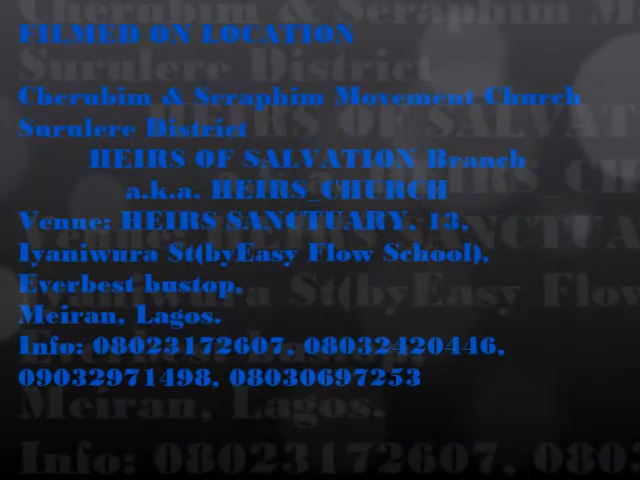 FILMED ON LOCATION
Cherubim & Seraphim Movement Church
Surulere District
HEIRS OF SALVATION Branch
a.k.a. HEIRS_CHURCH
Venue: HEIRS SANCTUARY, 13,
Iyaniwura St(byEasy Flow School),
Everbest bustop,
Meiran, Lagos.
Info: 08023172607, 08032420446,
09032971498, 08030697253